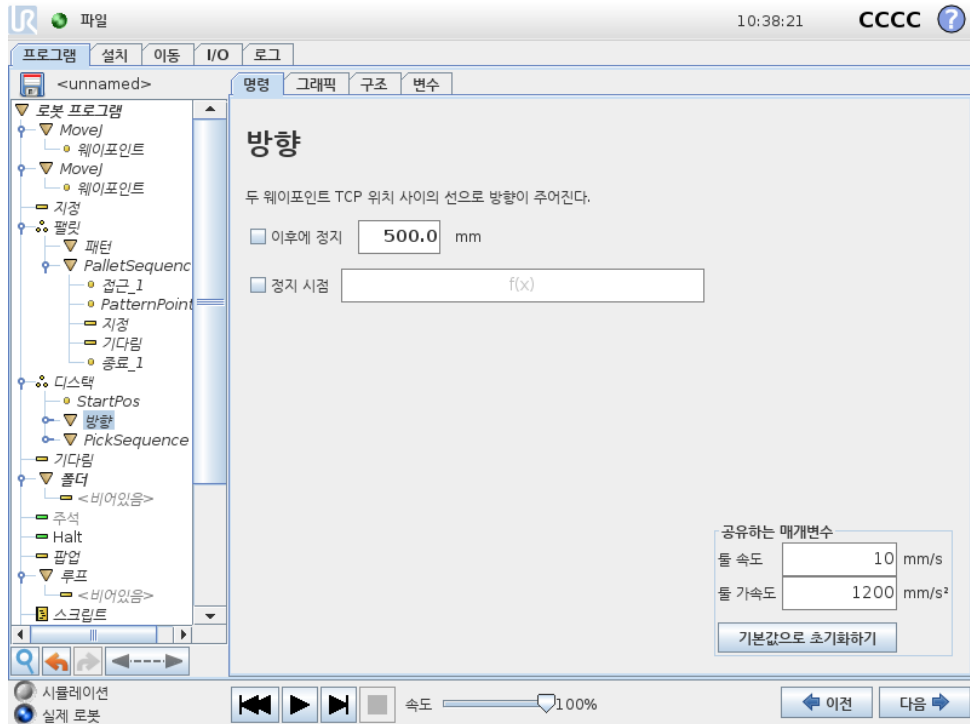 UR 파일 10:38:21 CCCC ?
프로그램 설치 이동 I/O 로그
<unnamed>
명령 그래픽 구조 변수
로봇 프로그램
MoveJ
웨이포인트
MoveJ
웨이포인트
지정
팔릿
패턴
PalletSequenc
접근_1
PatternPoint
지정
기다림
종료_1
디스택
StartPos
방향
PickSequence
기다림
폴더
<비어있음>
주석
Halt
팝업
루프
<비어있음>
스크립트
방향
두 웨이포인트 TCP 위치 사이의 선으로 방향이 주어진다.
이후에 정지 500.0 mm
정지 시점 f(x)
공유하는 매개변수
툴 속도 10 mm/s
툴 가속도 1200 mm/s²
기본값으로 초기화하기
시뮬레이션
실제 로봇
속도 100%
이전 다음